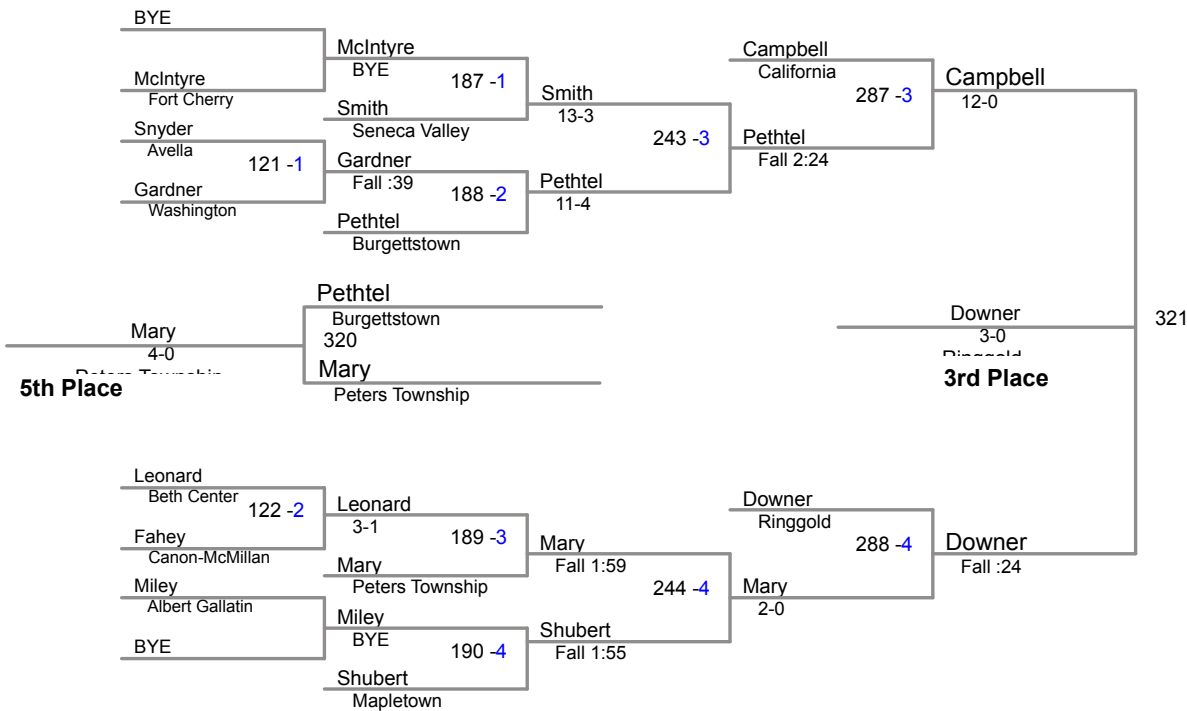 BYE
McIntyre
Fort Cherry
McIntyre
BYE
187 -1
Smith
Seneca Valley
Snyder
Avella
121 -1
Gardner
Washington
Gardner
Fall :39
188 -2
Pethtel
Burgettstown
Smith
13-3
243 -3
Pethtel
11-4
Campbell
California
287 -3
Pethtel
Fall 2:24
Campbell
12-0
Pethtel
Burgettstown
320
Mary
Peters Township
Mary
4-0
Peters Township
5th Place
Downer
3-0
Ringgold
3rd Place
321
Leonard
Beth Center
122 -2
Fahey
Canon-McMillan
Leonard
3-1
189 -3
Mary
Peters Township
Miley
Albert Gallatin
BYE
Miley
BYE
190 -4
Shubert
Mapletown
Mary
Fall 1:59
244 -4
Shubert
Fall 1:55
Downer
Ringgold
288 -4
Mary
2-0
Downer
Fall :24